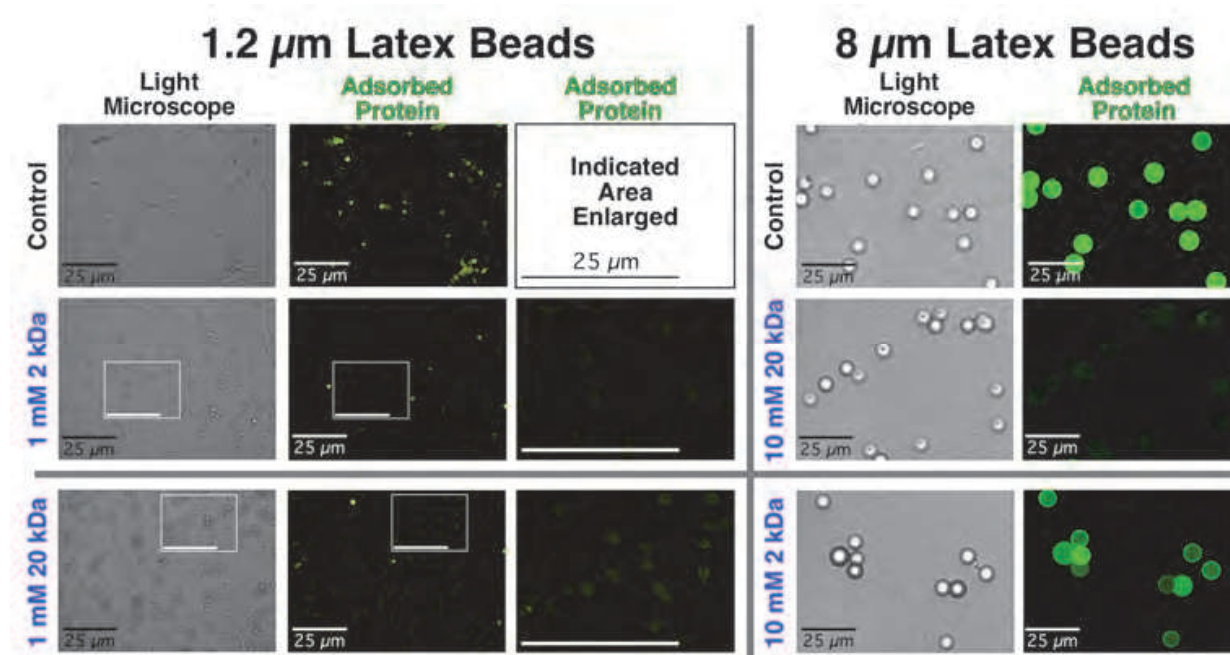 1.2 µm Latex Beads
8 µm Latex Beads
Light
Microscope
Adsorbed
Protein
Adsorbed
Protein
Light
Microscope
Adsorbed
Protein
Control
25 µm
25 µm
Indicated
Area
Enlarged
25 µm
Control
25 µm
25 µm
1 mM 2 kDa
25 µm
25 µm
10 mM 20 kDa
25 µm
25 µm
1 mM 20 kDa
25 µm
25 µm
10 mM 2 kDa
25 µm
25 µm